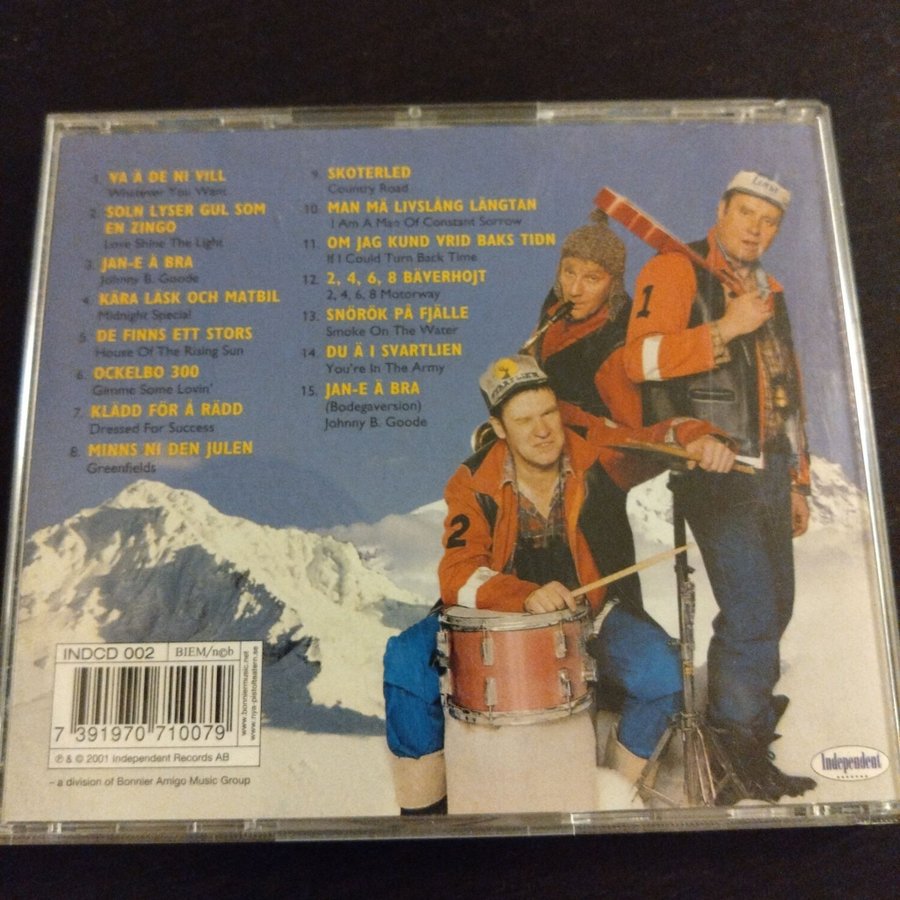 1. VA Ä DE NI VILL
Whatever You Want
2. SOLN LYSER GUL SOM
EN ZINGO
Love Shine The Light
3. JAN-E Ä BRA
Johnny B. Goode
4. KÄRA LÄSK OCH MATBIL
Midnight Special
5. DE FINNS ETT STORS
House Of The Rising Sun
6. OCKELBO 300
Gimme Some Lovin'
7. KLÄDD FÖR Å RÄDD
Dressed For Success
8. MINNS NI DEN JULEN
Greenfields
9. SKOTERLED
Country Road
10. MAN MÄ LIVSLÅNG LÄNGTAN
I Am A Man Of Constant Sorrow
11. OM JAG KUND VRID BAKS TIDN
If I Could Turn Back Time
12. 2, 4, 6, 8 BÄVERHOJT
2, 4, 6, 8 Motorway
13. SNÖRÖK PÅ FJÄLLE
Smoke On The Water
14. DU Ä I SVARTLIEN
You're In The Army
15. JAN-E Ä BRA
(Bodegaversion)
Johnny B. Goode
1
2
INDCD 002
BIEM/n©b
7 391970 710079
www.bonniermusic.net
℗ & © 2001 Independent Records AB
– a division of Bonnier Amigo Music Group
Independent